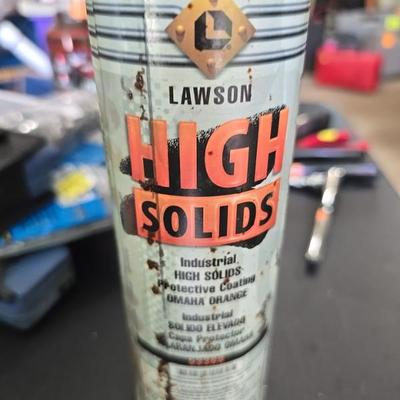 LAWSON
HIGH
SOLIDS
Industrial
HIGH SOLIDS
Protective Coating
OMAHA ORANGE
Industrial
SOLIDO ELEVADO
Capa Protector